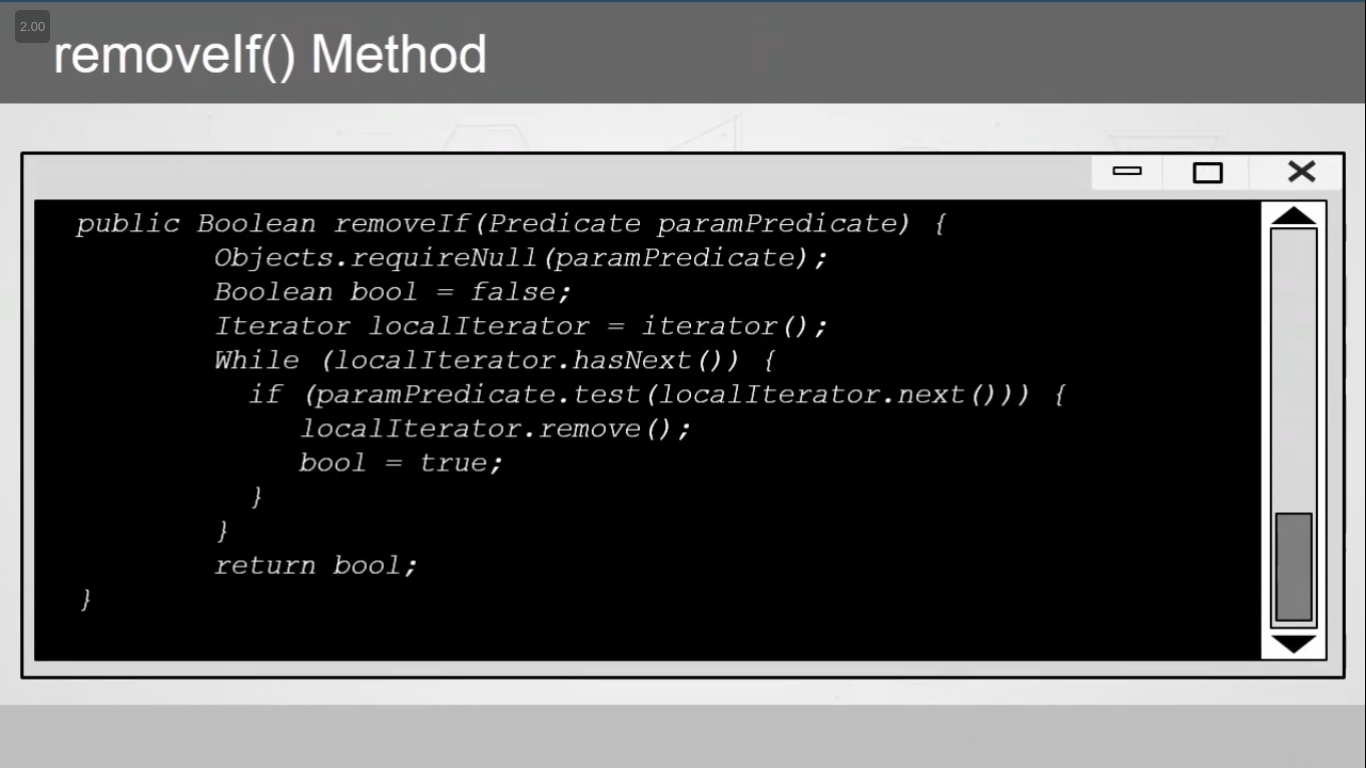 2.00
removeIf() Method
public Boolean removeIf(Predicate paramPredicate) {
Objects.requireNull(paramPredicate);
Boolean bool = false;
Iterator localIterator = iterator();
While (localIterator.hasNext()) {
if (paramPredicate.test(localIterator.next())) {
localIterator.remove();
bool = true;
}
}
return bool;
}